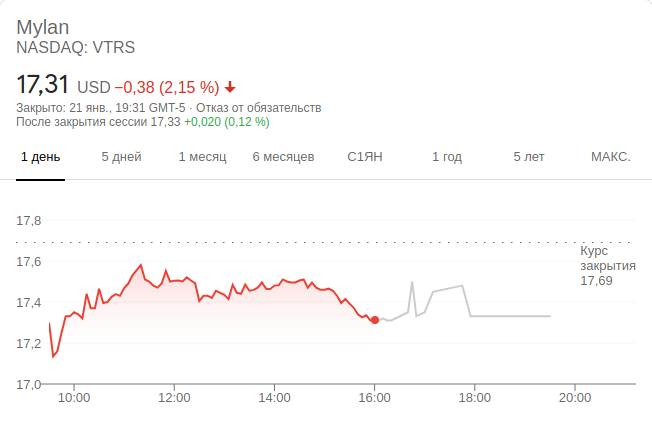 Mylan
NASDAQ: VTRS
17,31 USD −0,38 (2,15 %)
Закрыто: 21 янв., 19:31 GMT-5 · Отказ от обязательств
После закрытия сессии 17,33 +0,020 (0,12 %)
1 день 5 дней 1 месяц 6 месяцев С1ЯН 1 год 5 лет МАКС.
17,8
Курс
закрытия
17,69
17,6
17,4
17,2
17,0
10:00 12:00 14:00 16:00 18:00 20:00